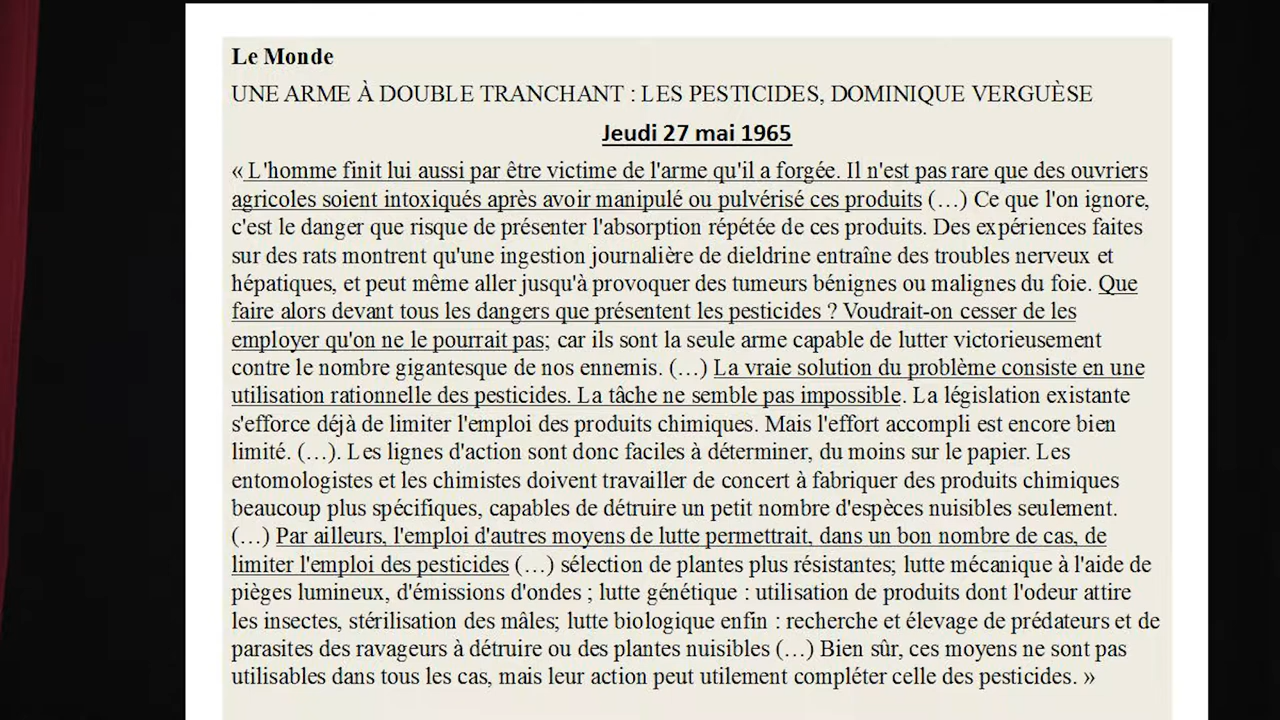 Le Monde
UNE ARME À DOUBLE TRANCHANT : LES PESTICIDES, DOMINIQUE VERGUÈSE
Jeudi 27 mai 1965
« L'homme finit lui aussi par être victime de l'arme qu'il a forgée. Il n'est pas rare que des ouvriers
agricoles soient intoxiqués après avoir manipulé ou pulvérisé ces produits (…) Ce que l'on ignore,
c'est le danger que risque de présenter l'absorption répétée de ces produits. Des expériences faites
sur des rats montrent qu'une ingestion journalière de dieldrine entraîne des troubles nerveux et
hépatiques, et peut même aller jusqu'à provoquer des tumeurs bénignes ou malignes du foie. Que
faire alors devant tous les dangers que présentent les pesticides ? Voudrait-on cesser de les
employer qu'on ne le pourrait pas; car ils sont la seule arme capable de lutter victorieusement
contre le nombre gigantesque de nos ennemis. (…) La vraie solution du problème consiste en une
utilisation rationnelle des pesticides. La tâche ne semble pas impossible. La législation existante
s'efforce déjà de limiter l'emploi des produits chimiques. Mais l'effort accompli est encore bien
limité. (…). Les lignes d'action sont donc faciles à déterminer, du moins sur le papier. Les
entomologistes et les chimistes doivent travailler de concert à fabriquer des produits chimiques
beaucoup plus spécifiques, capables de détruire un petit nombre d'espèces nuisibles seulement.
(…) Par ailleurs, l'emploi d'autres moyens de lutte permettrait, dans un bon nombre de cas, de
limiter l'emploi des pesticides (…) sélection de plantes plus résistantes; lutte mécanique à l'aide de
pièges lumineux, d'émissions d'ondes ; lutte génétique : utilisation de produits dont l'odeur attire
les insectes, stérilisation des mâles; lutte biologique enfin : recherche et élevage de prédateurs et de
parasites des ravageurs à détruire ou des plantes nuisibles (…) Bien sûr, ces moyens ne sont pas
utilisables dans tous les cas, mais leur action peut utilement compléter celle des pesticides. »